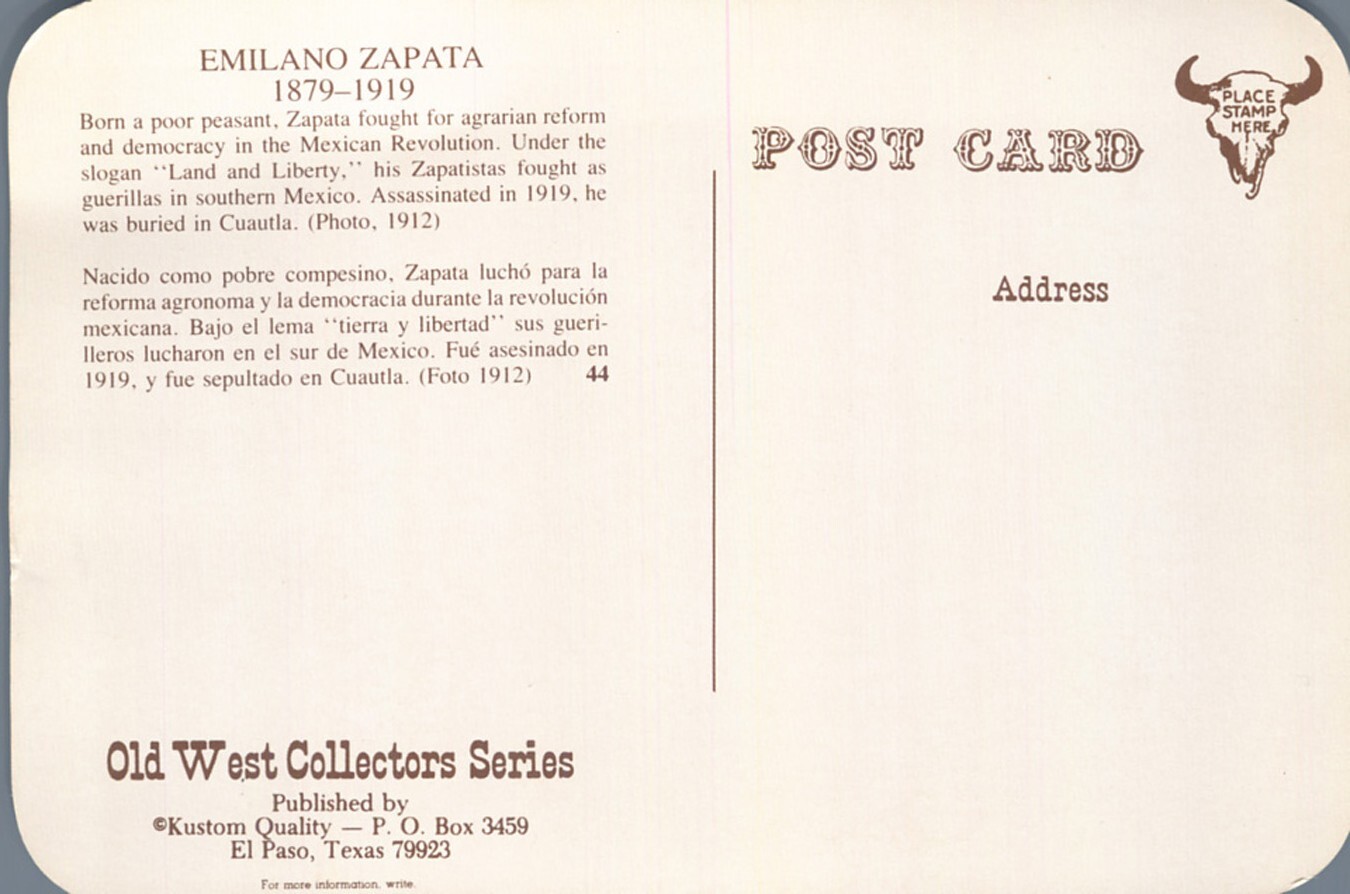 EMILANO ZAPATA
1879–1919
Born a poor peasant, Zapata fought for agrarian reform
and democracy in the Mexican Revolution. Under the
slogan "Land and Liberty," his Zapatistas fought as
guerillas in southern Mexico. Assassinated in 1919, he
was buried in Cuautla. (Photo, 1912)
Nacido como pobre compesino, Zapata luchó para la
reforma agronoma y la democracia durante la revolución
mexicana. Bajo el lema "tierra y libertad" sus gueri-
lleros lucharon en el sur de Mexico. Fué asesinado en
1919, y fue sepultado en Cuautla. (Foto 1912) 44
Old West Collectors Series
Published by
©Kustom Quality — P. O. Box 3459
El Paso, Texas 79923
For more information, write.
POST CARD
PLACE
STAMP
HERE
Address